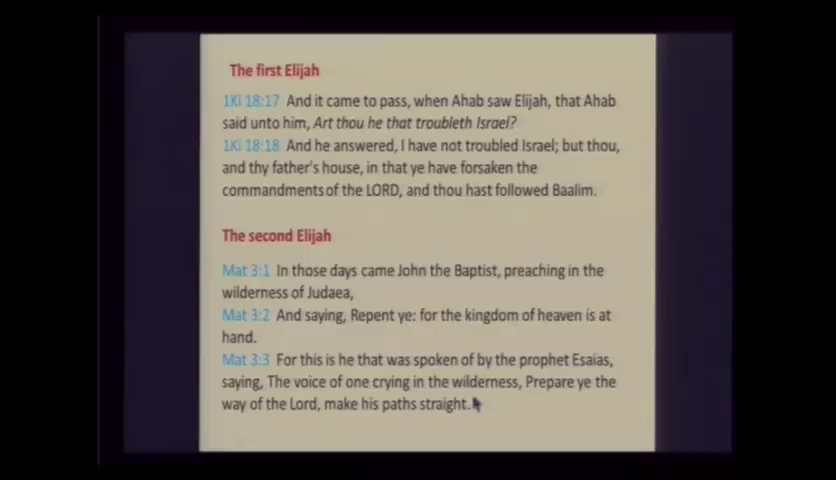 The first Elijah
1Ki 18:17 And it came to pass, when Ahab saw Elijah, that Ahab
said unto him, Art thou he that troubleth Israel?
1Ki 18:18 And he answered, I have not troubled Israel; but thou,
and thy father's house, in that ye have forsaken the
commandments of the LORD, and thou hast followed Baalim.
The second Elijah
Mat 3:1 In those days came John the Baptist, preaching in the
wilderness of Judaea,
Mat 3:2 And saying, Repent ye: for the kingdom of heaven is at
hand.
Mat 3:3 For this is he that was spoken of by the prophet Esaias,
saying, The voice of one crying in the wilderness, Prepare ye the
way of the Lord, make his paths straight.